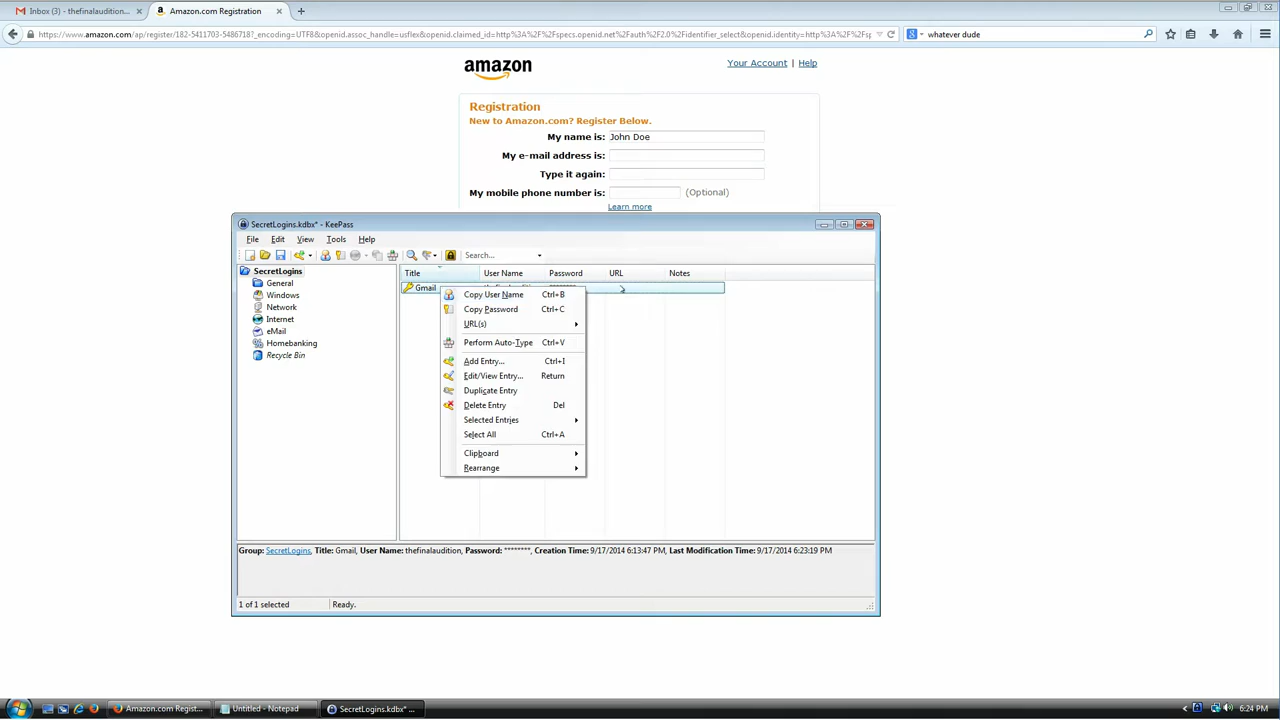 Inbox (3) - thefinalaudition...
Amazon.com Registration
https://www.amazon.com/ap/register/182-5411703-5486718?_encoding=UTF8&openid.assoc_handle=usflex&openid.claimed_id=http%3A%2F%2Fspecs.openid.net%2Fauth%2F2.0%2Fidentifier_select&openid.identity=http%3A%2F%2Fsp
whatever dude
amazon
Your Account | Help
Registration
New to Amazon.com? Register Below.
My name is: John Doe
My e-mail address is:
Type it again:
My mobile phone number is: (Optional)
Learn more
SecretLogins.kdbx* - KeePass
File Edit View Tools Help
Search...
SecretLogins
General
Windows
Network
Internet
eMail
Homebanking
Recycle Bin
Title User Name Password URL Notes
Gmail
Copy User Name Ctrl+B
Copy Password Ctrl+C
URL(s)
Perform Auto-Type Ctrl+V
Add Entry... Ctrl+I
Edit/View Entry... Return
Duplicate Entry
Delete Entry Del
Selected Entries
Select All Ctrl+A
Clipboard
Rearrange
Group: SecretLogins, Title: Gmail, User Name: thefinalaudition, Password: ********, Creation Time: 9/17/2014 6:13:47 PM, Last Modification Time: 9/17/2014 6:23:19 PM
1 of 1 selected
Ready.
Amazon.com Regist...
Untitled - Notepad
SecretLogins.kdbx* ...
6:24 PM